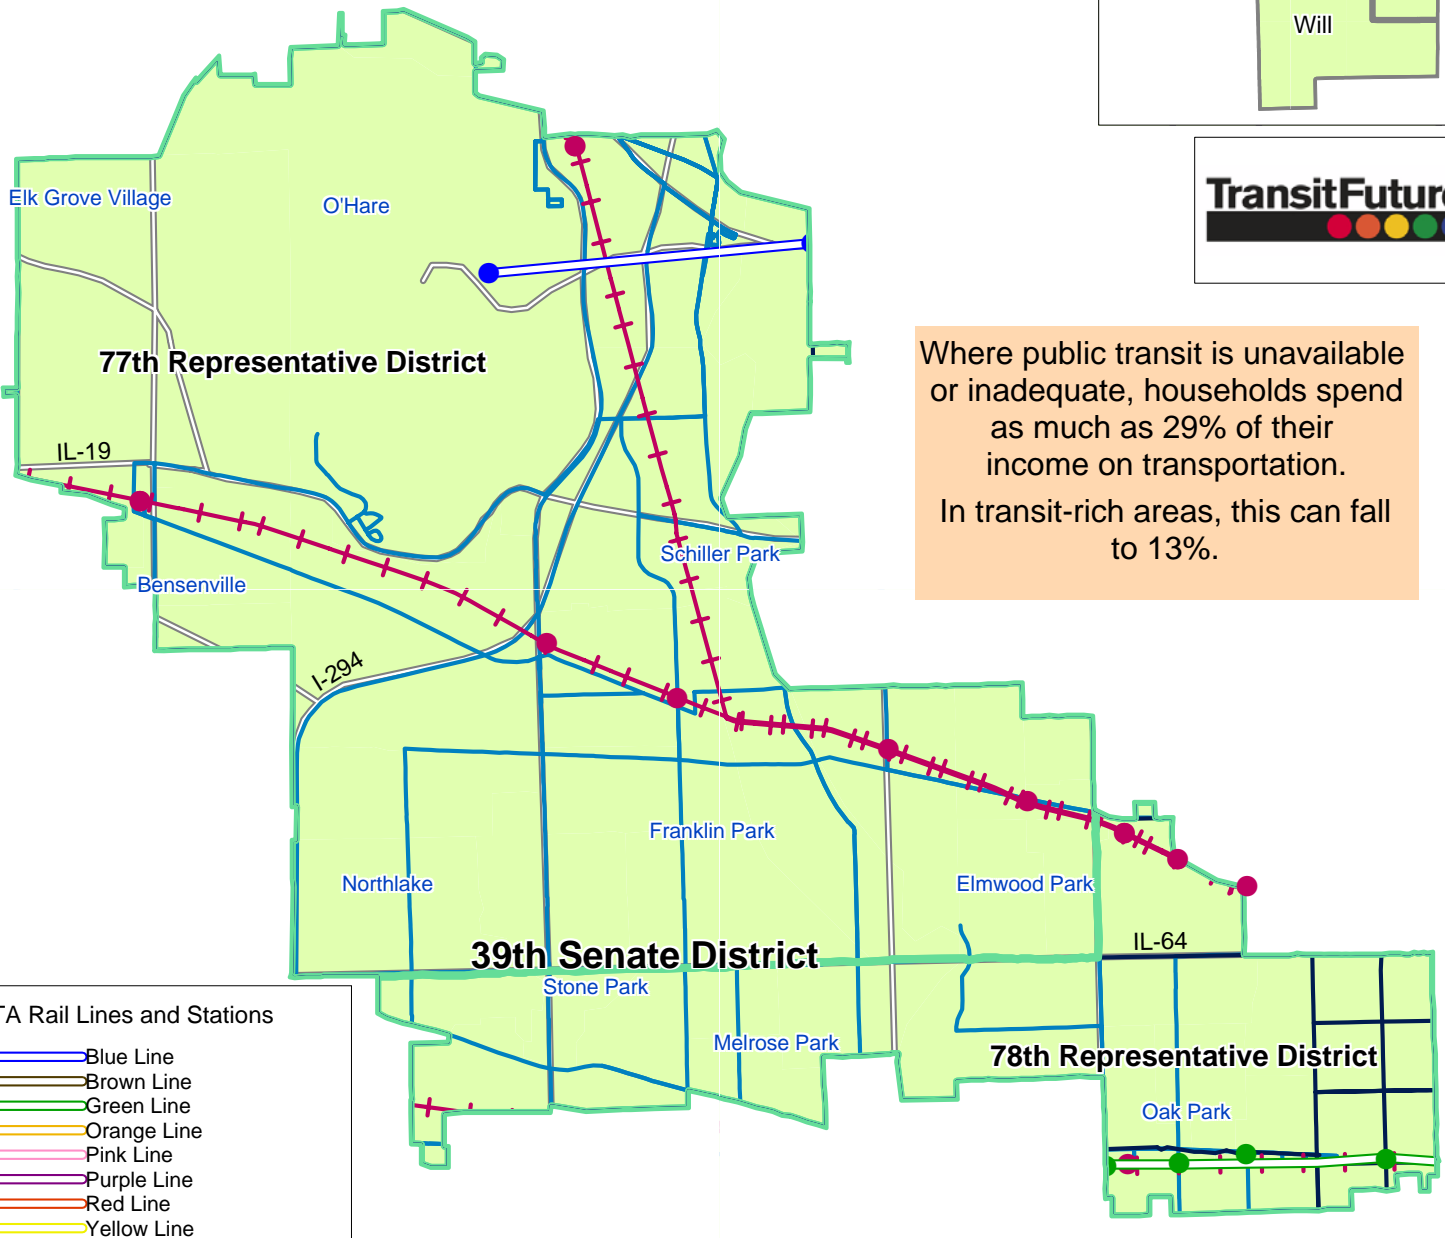 Will
TransitFuture
Elk Grove Village
O'Hare
77th Representative District
Where public transit is unavailable
or inadequate, households spend
as much as 29% of their
income on transportation.
In transit-rich areas, this can fall
to 13%.
IL-19
Schiller Park
Bensenville
I-294
Franklin Park
Northlake
Elmwood Park
IL-64
39th Senate District
Stone Park
Melrose Park
78th Representative District
Oak Park
TA Rail Lines and Stations
Blue Line
Brown Line
Green Line
Orange Line
Pink Line
Purple Line
Red Line
Yellow Line